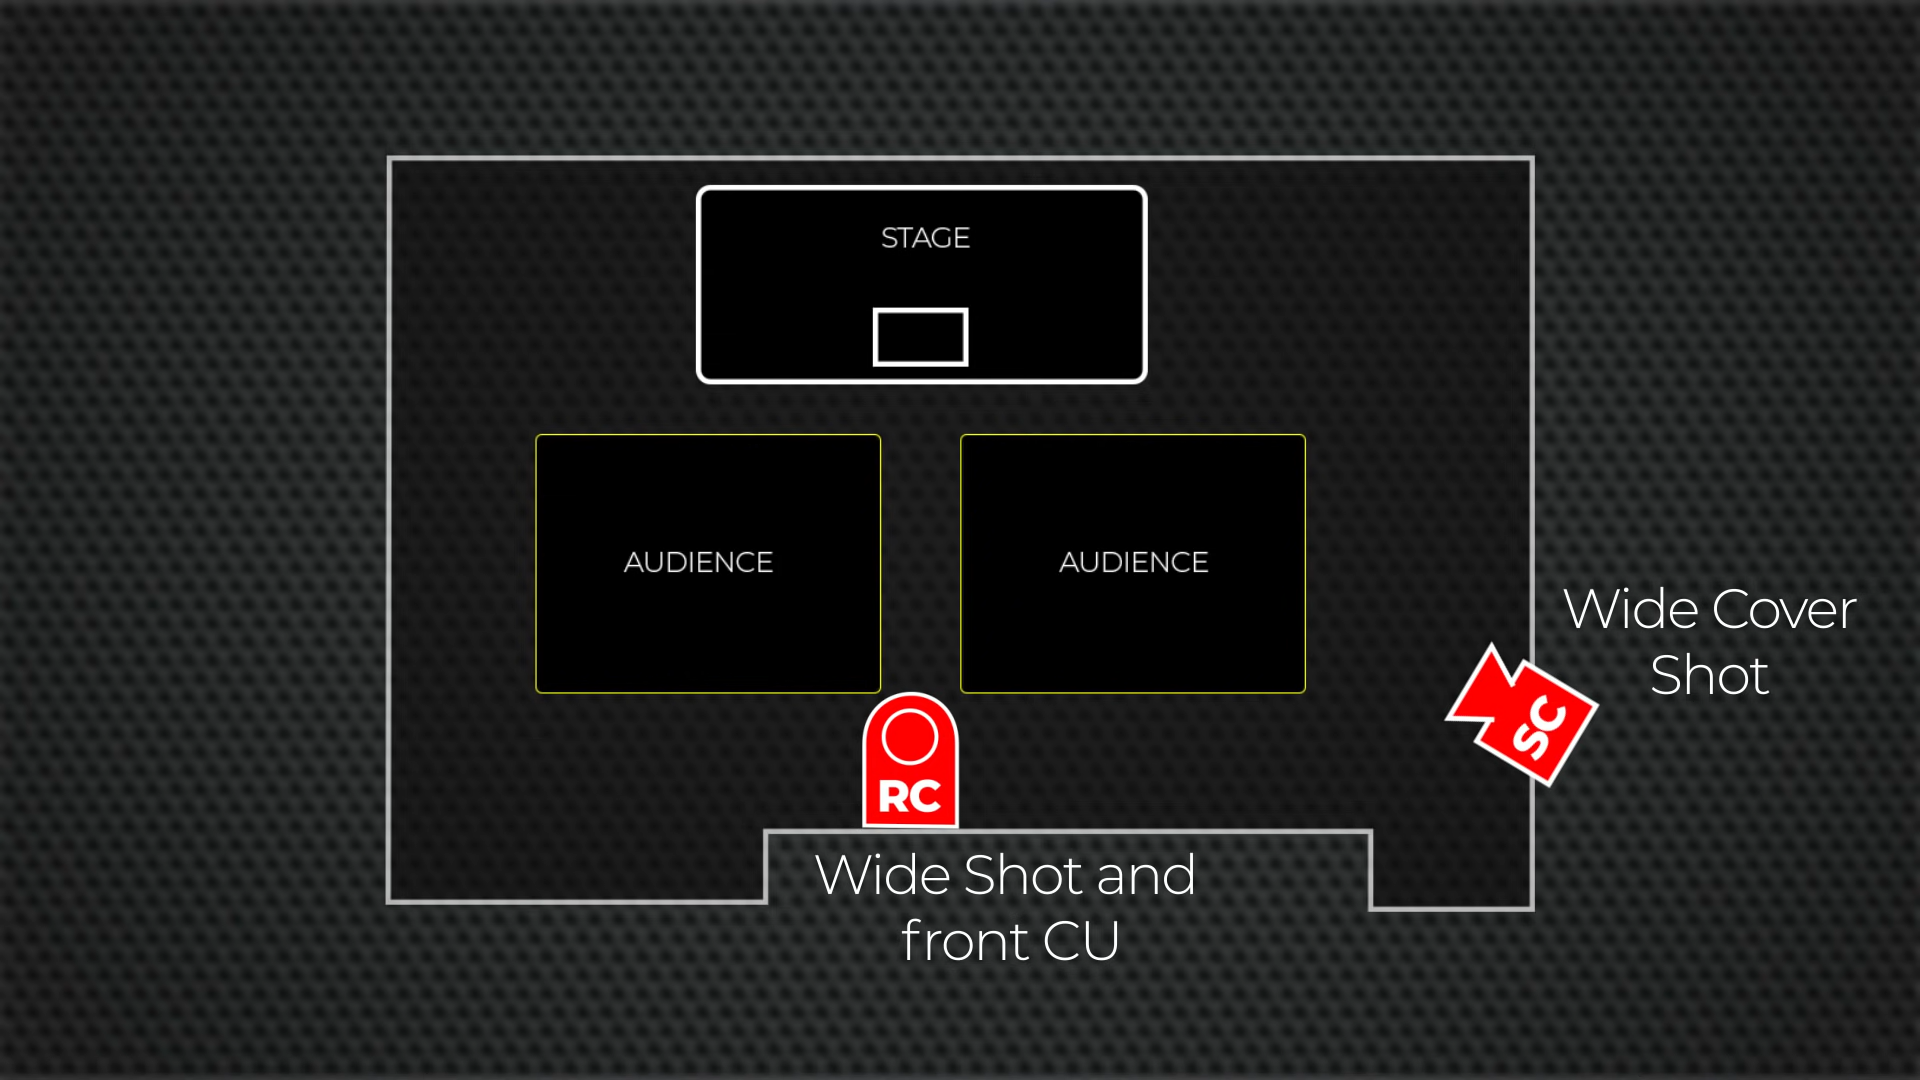 STAGE
AUDIENCE
AUDIENCE
Wide Cover
Shot
SC
RC
Wide Shot and
front CU